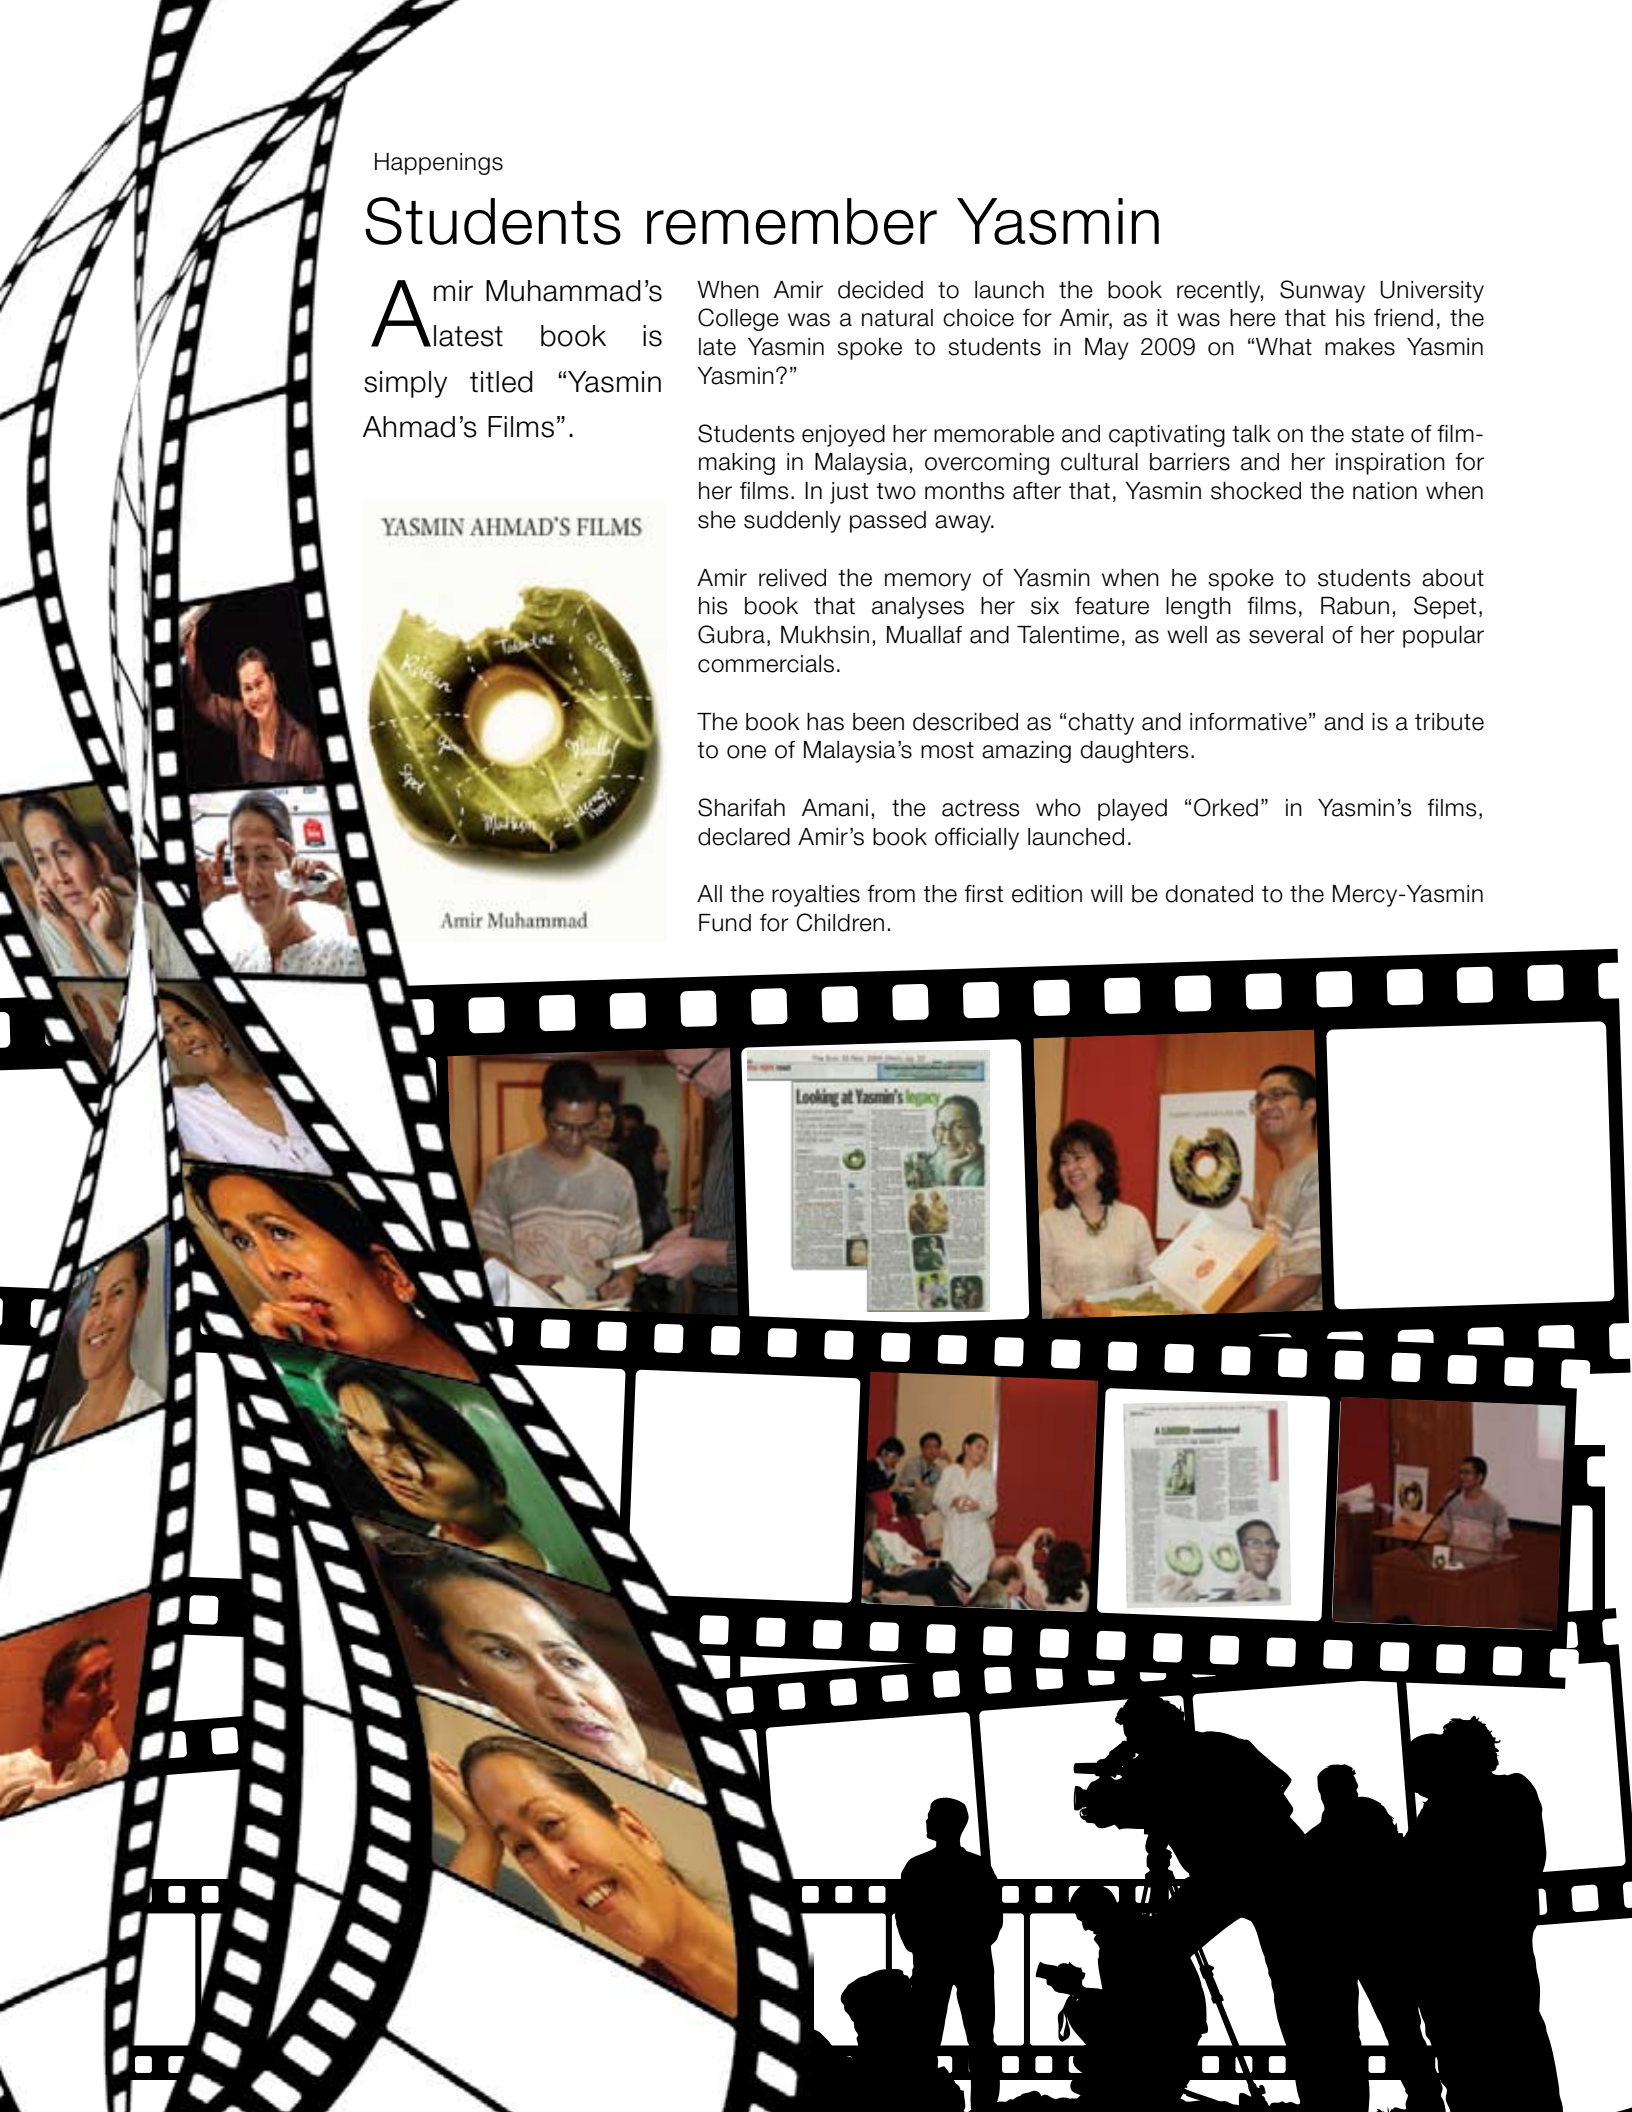 Happenings
Students remember Yasmin
Amir Muhammad's
latest book is
simply titled “Yasmin
Ahmad's Films”.
YASMIN AHMAD'S FILMS
Rabun
Talentime
Sepet
Mukhsin
Amir Muhammad
When Amir decided to launch the book recently, Sunway University
College was a natural choice for Amir, as it was here that his friend, the
late Yasmin spoke to students in May 2009 on “What makes Yasmin
Yasmin?”
Students enjoyed her memorable and captivating talk on the state of film-
making in Malaysia, overcoming cultural barriers and her inspiration for
her films. In just two months after that, Yasmin shocked the nation when
she suddenly passed away.
Amir relived the memory of Yasmin when he spoke to students about
his book that analyses her six feature length films, Rabun, Sepet,
Gubra, Mukhsin, Muallaf and Talentime, as well as several of her popular
commercials.
The book has been described as “chatty and informative” and is a tribute
to one of Malaysia's most amazing daughters.
Sharifah Amani, the actress who played “Orked” in Yasmin's films,
declared Amir's book officially launched.
All the royalties from the first edition will be donated to the Mercy-Yasmin
Fund for Children.
Looking at Yasmin's legacy
A LEGEND remembered